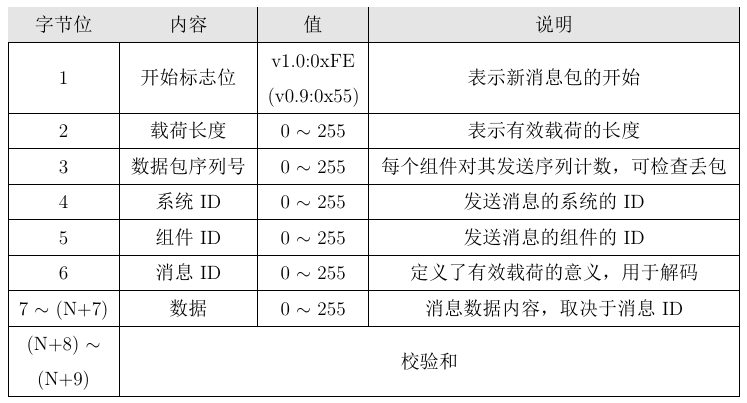 字节位 内容 值 说明
1 开始标志位 v1.0:0xFE 表示新消息包的开始
(v0.9:0x55)
2 载荷长度 0 ~ 255 表示有效载荷的长度
3 数据包序列号 0 ~ 255 每个组件对其发送序列计数，可检查丢包
4 系统 ID 0 ~ 255 发送消息的系统的 ID
5 组件 ID 0 ~ 255 发送消息的组件的 ID
6 消息 ID 0 ~ 255 定义了有效载荷的意义，用于解码
7 ~ (N+7) 数据 0 ~ 255 消息数据内容，取决于消息 ID
(N+8) ~
(N+9) 校验和